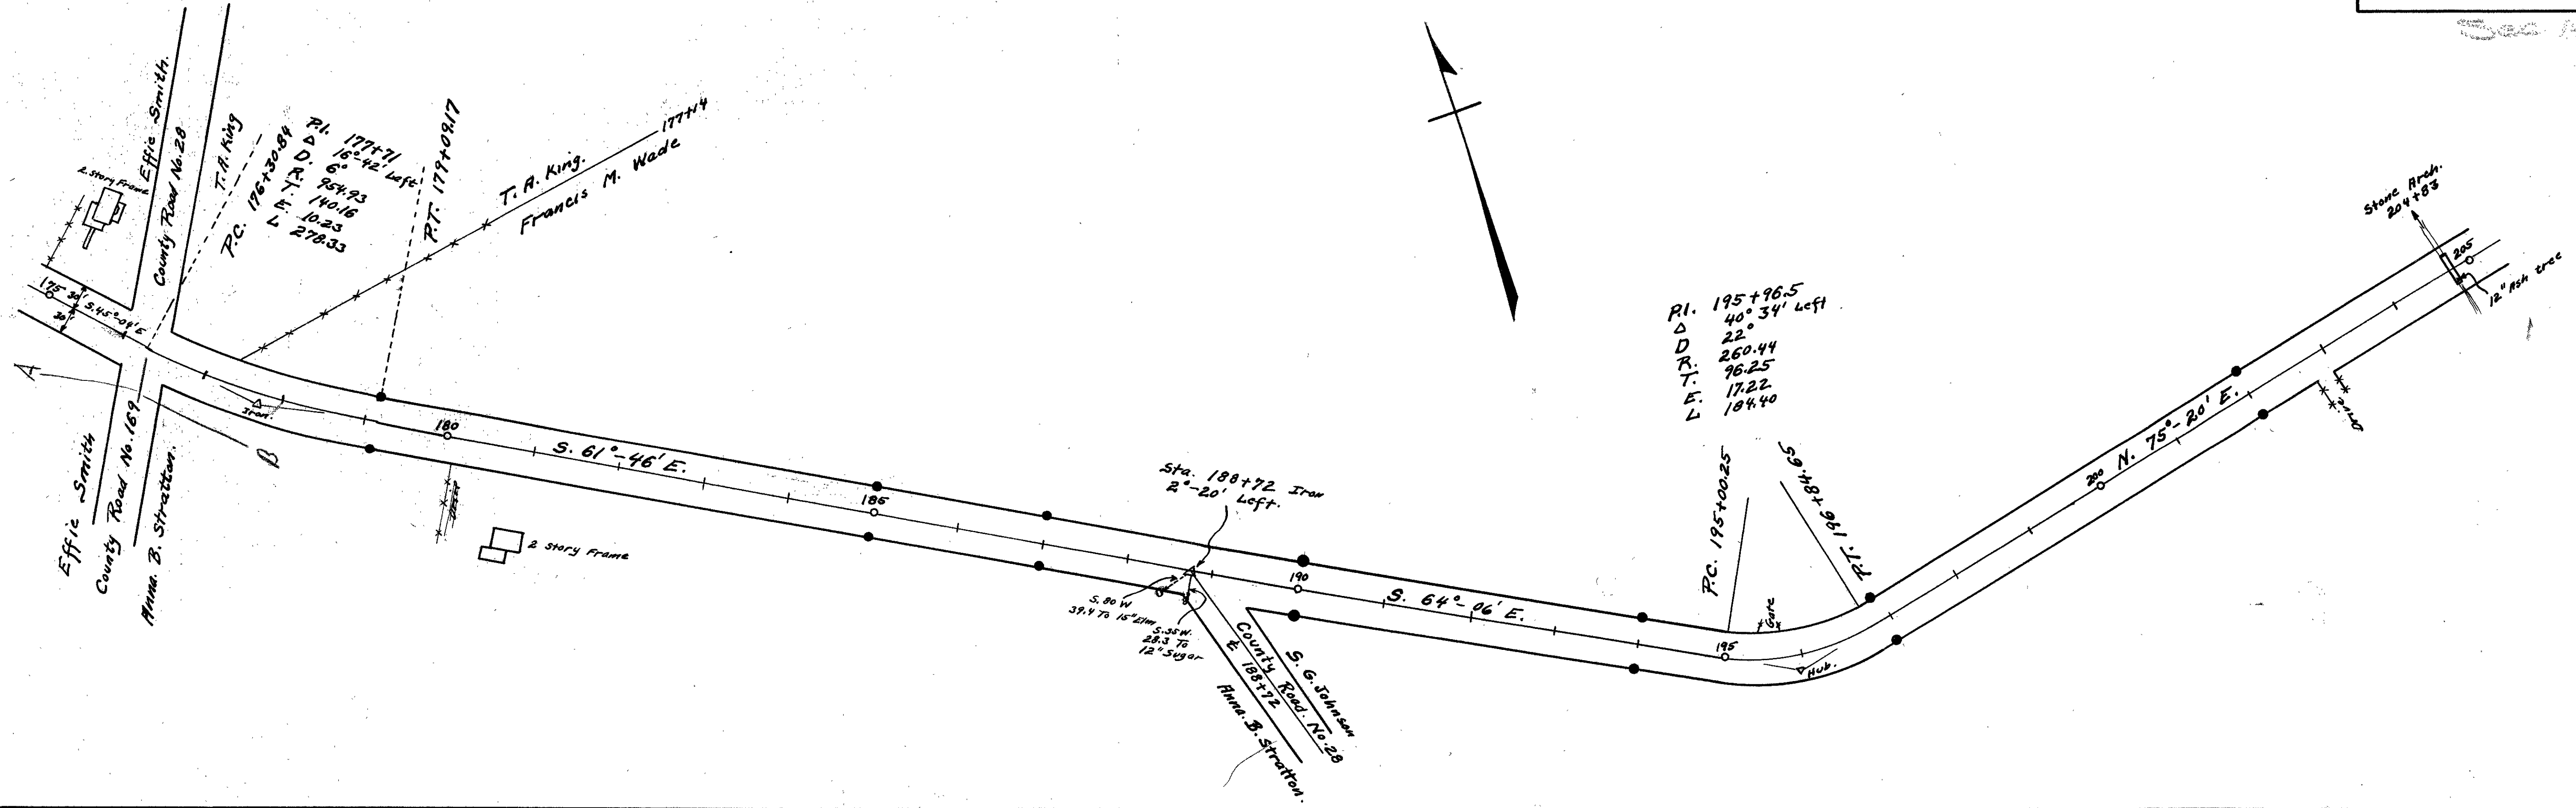 2 Story Frame
Effie Smith.
County Road No. 28
T. A. King
P.C. 176+30.84
P.I. 177+71
Δ 16°-42' Left
D. 6°
R. 954.93
T. 140.16
E. 10.23
L 278.33
P.T. 179+09.17
T. A. King.
Francis M. Wade
177+14
175
30'
30'
S. 45°-04' E
A
B
Iron.
Effie Smith
County Road No. 169
Anna. B. Stratton.
180
S. 61°-46' E.
2 Story Frame
185
Sta. 188+72 Iron
2°-20' Left.
S. 80 W
39.4 To 15" Elm
S. 35 W.
28.3 To
12" Sugar
190
S. 64°-06' E.
County Road. No. 28
℄ 188+72
S. G. Johnson
Anna. B. Stratton.
P.I. 195+96.5
Δ 40° 34' Left
D 22°
R. 260.44
T. 96.25
E. 17.22
L 184.40
P.C. 195+00.25
P.T. 196+84.65
Gate
195
Hub.
200
N. 75°-20' E.
Drive.
Stone Arch.
204+83
205
12" Ash tree